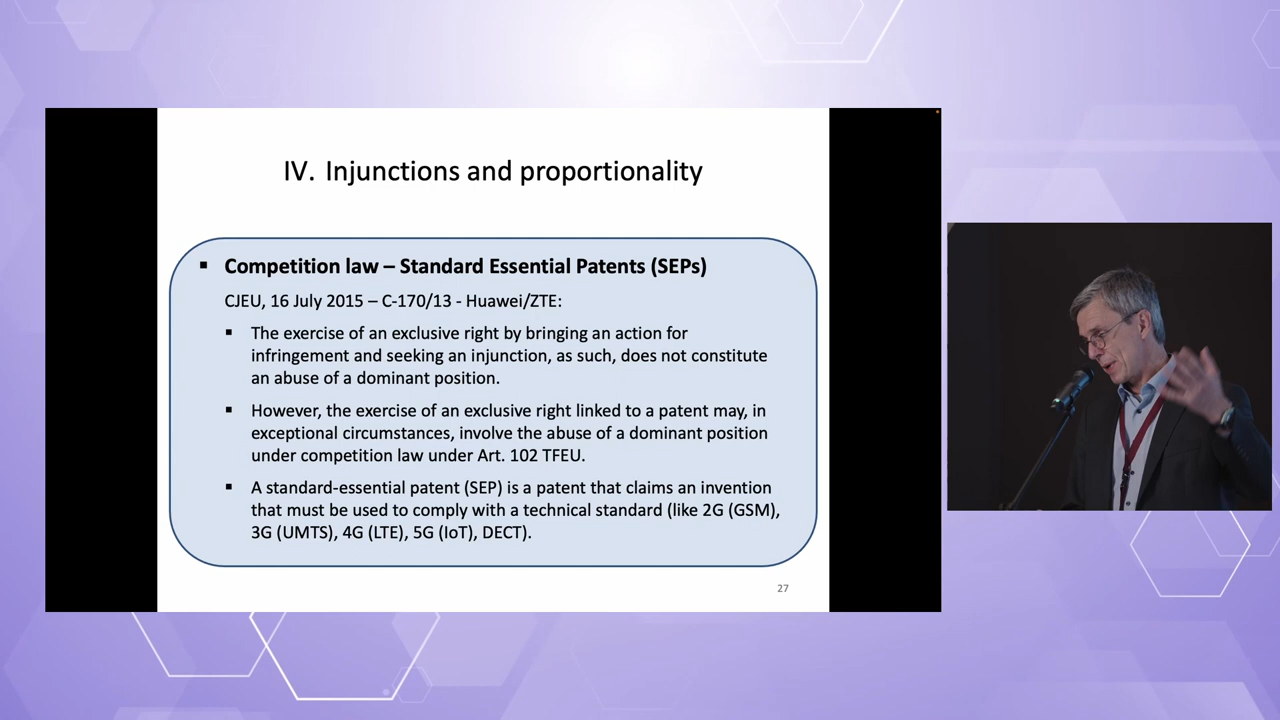 IV. Injunctions and proportionality
▪ Competition law – Standard Essential Patents (SEPs)
CJEU, 16 July 2015 – C-170/13 - Huawei/ZTE:
▪ The exercise of an exclusive right by bringing an action for
infringement and seeking an injunction, as such, does not constitute
an abuse of a dominant position.
▪ However, the exercise of an exclusive right linked to a patent may, in
exceptional circumstances, involve the abuse of a dominant position
under competition law under Art. 102 TFEU.
▪ A standard-essential patent (SEP) is a patent that claims an invention
that must be used to comply with a technical standard (like 2G (GSM),
3G (UMTS), 4G (LTE), 5G (IoT), DECT).
27